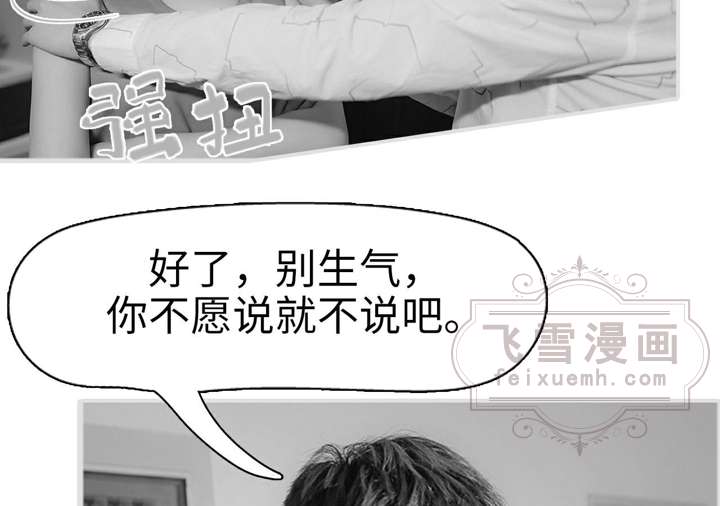 强扭
好了，别生气，
你不愿说就不说吧。
飞雪漫画
feixuemh.com